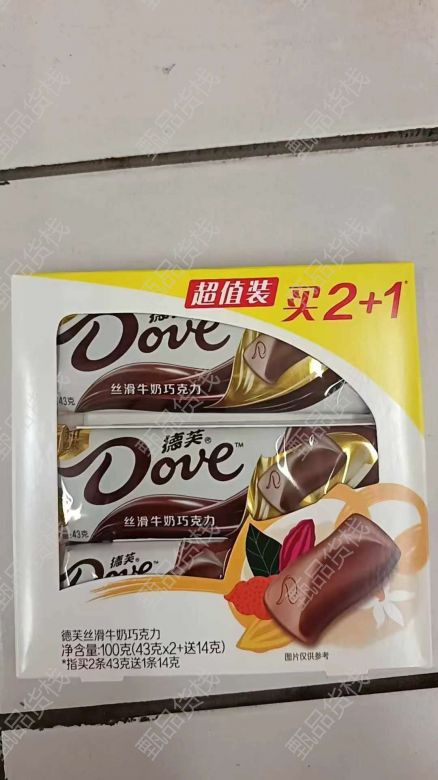 超值装 买2+1*
德芙
Dove
丝滑牛奶巧克力
43克
德芙®
Dove™
丝滑牛奶巧克力
43克
德芙®
Dove
德芙丝滑牛奶巧克力
净含量:100克(43克x2+送14克)
*指买2条43克送1条14克
图片仅供参考
甄品货栈